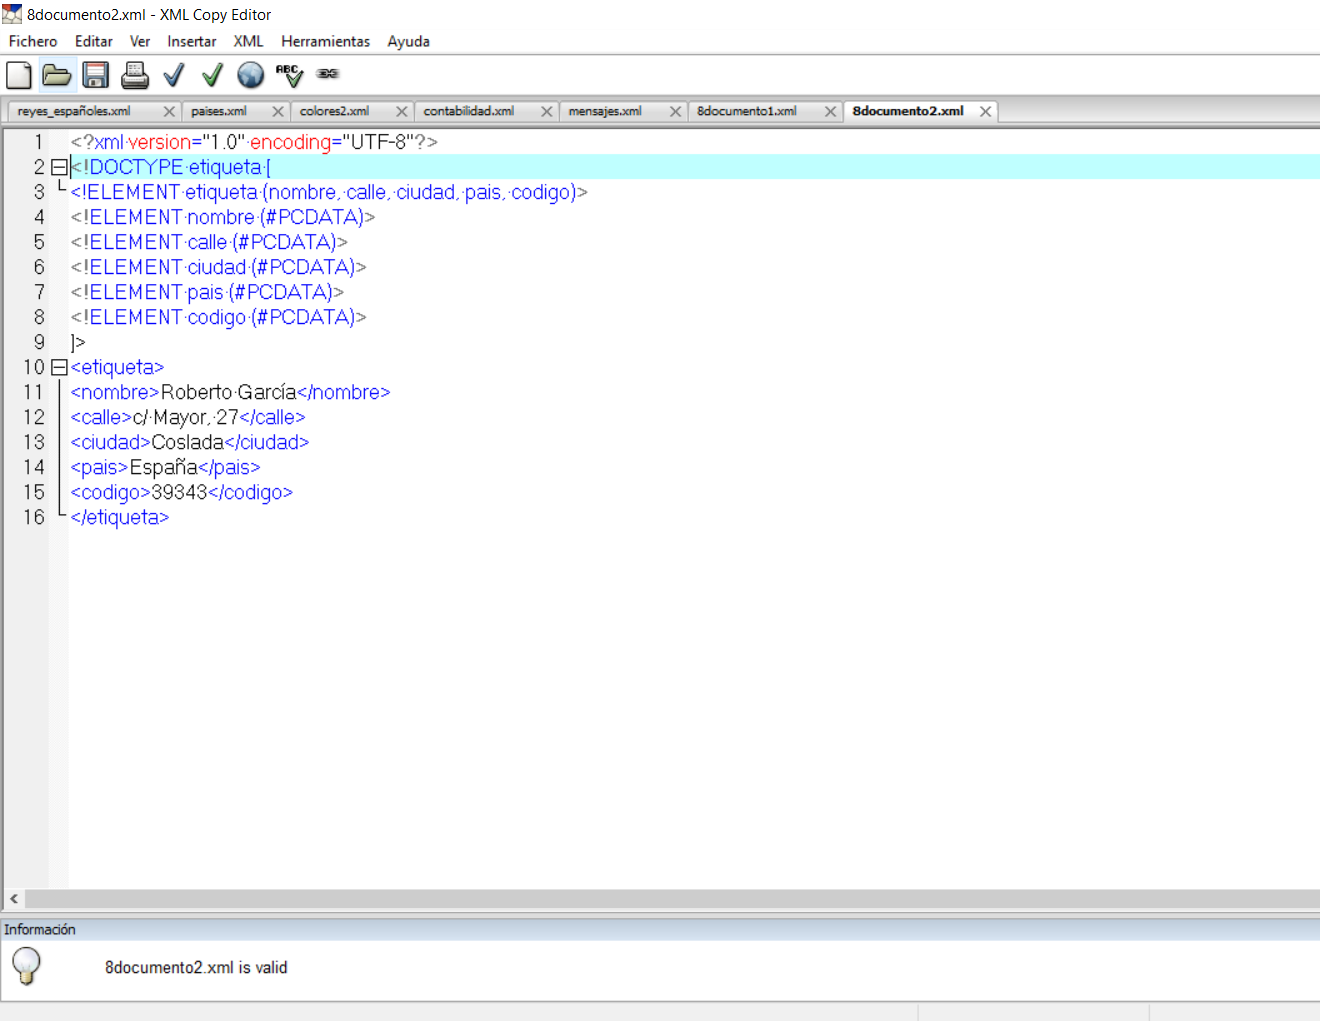 8documento2.xml - XML Copy Editor
Fichero Editar Ver Insertar XML Herramientas Ayuda
ABC
reyes_españoles.xml paises.xml colores2.xml contabilidad.xml mensajes.xml 8documento1.xml 8documento2.xml
1 <?xml·version="1.0"·encoding="UTF-8"?>
2 <!DOCTYPE·etiqueta·[
3 <!ELEMENT·etiqueta·(nombre,·calle,·ciudad,·pais,·codigo)>
4 <!ELEMENT·nombre·(#PCDATA)>
5 <!ELEMENT·calle·(#PCDATA)>
6 <!ELEMENT·ciudad·(#PCDATA)>
7 <!ELEMENT·pais·(#PCDATA)>
8 <!ELEMENT·codigo·(#PCDATA)>
9 ]>
10 <etiqueta>
11 <nombre>Roberto·García</nombre>
12 <calle>c/·Mayor,·27</calle>
13 <ciudad>Coslada</ciudad>
14 <pais>España</pais>
15 <codigo>39343</codigo>
16 </etiqueta>
Información
8documento2.xml is valid